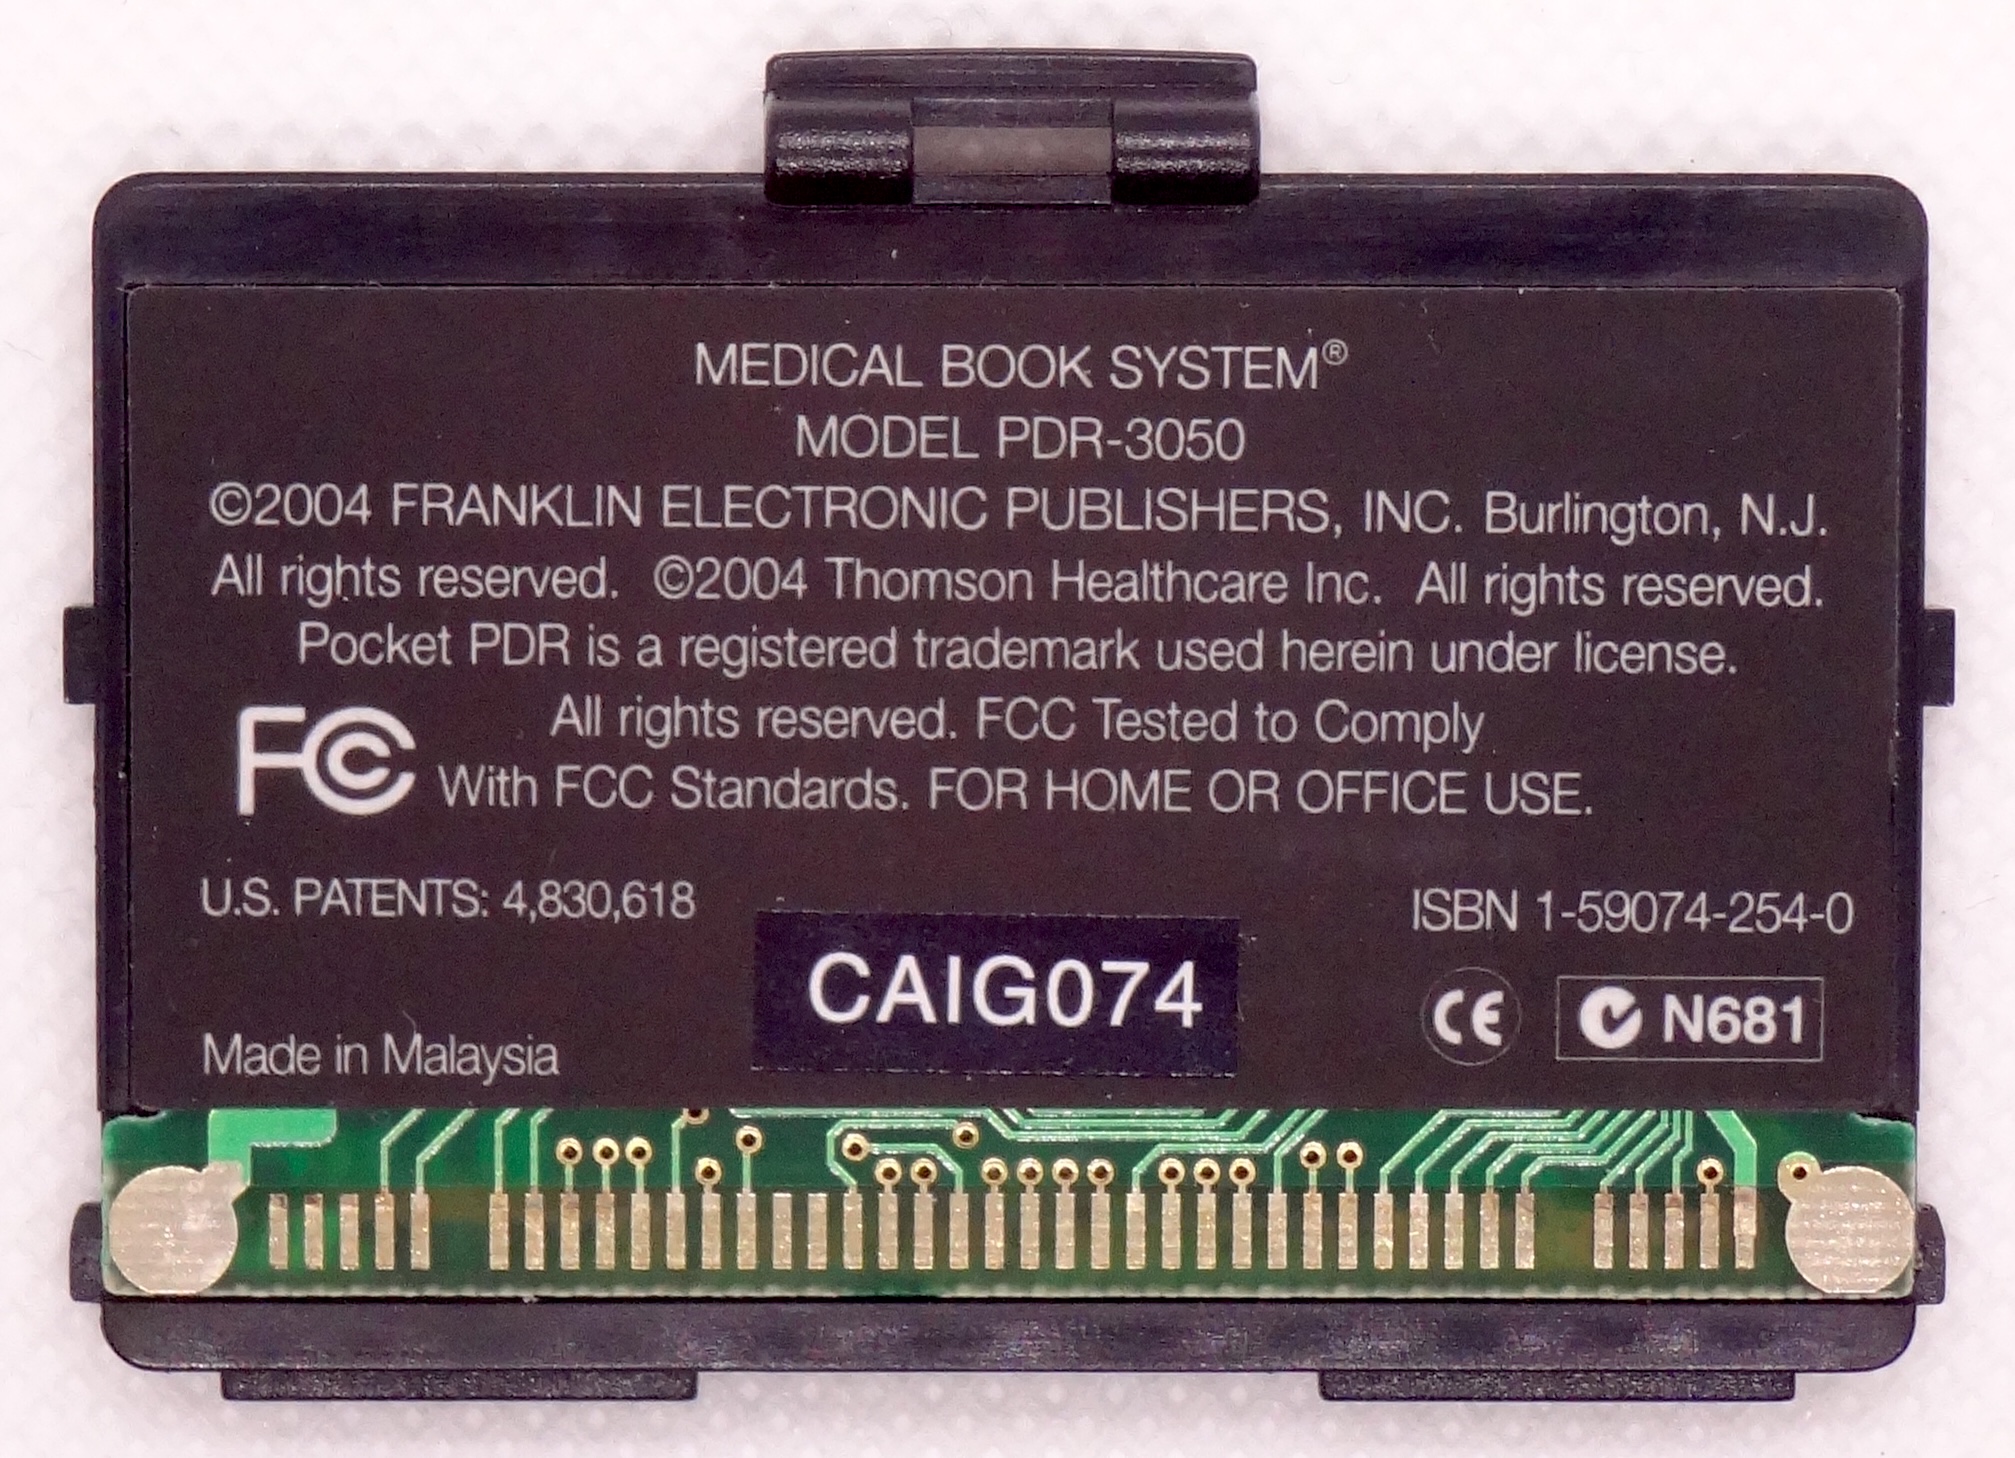 MEDICAL BOOK SYSTEM®
MODEL PDR-3050
©2004 FRANKLIN ELECTRONIC PUBLISHERS, INC. Burlington, N.J.
All rights reserved. ©2004 Thomson Healthcare Inc. All rights reserved.
Pocket PDR is a registered trademark used herein under license.
All rights reserved. FCC Tested to Comply
FC With FCC Standards. FOR HOME OR OFFICE USE.
U.S. PATENTS: 4,830,618
ISBN 1-59074-254-0
CAIG074
CE N681
Made in Malaysia